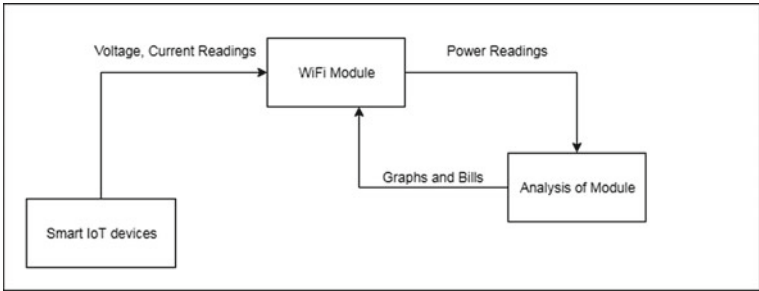 Voltage, Current Readings
WiFi Module
Power Readings
Graphs and Bills
Analysis of Module
Smart IoT devices